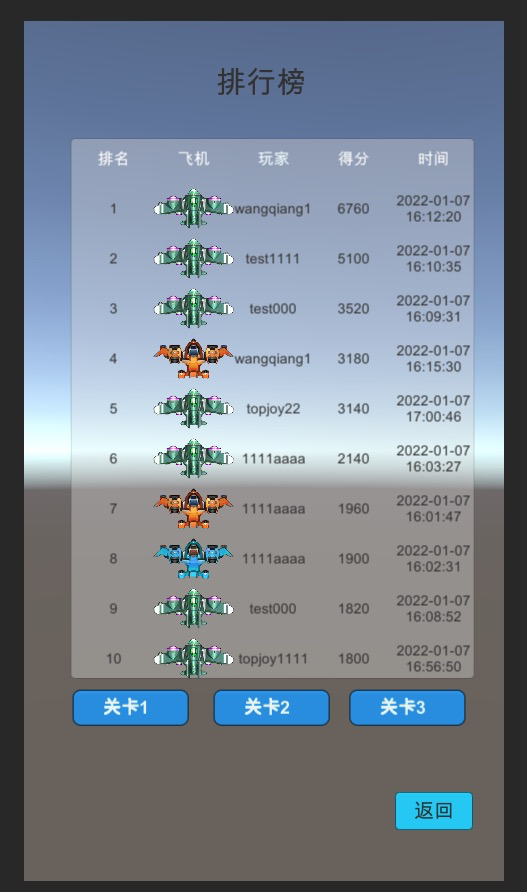 排行榜
排名 飞机 玩家 得分 时间
1 wangqiang1 6760 2022-01-07 16:12:20
2 test1111 5100 2022-01-07 16:10:35
3 test000 3520 2022-01-07 16:09:31
4 wangqiang1 3180 2022-01-07 16:15:30
5 topjoy22 3140 2022-01-07 17:00:46
6 1111aaaa 2140 2022-01-07 16:03:27
7 1111aaaa 1960 2022-01-07 16:01:47
8 1111aaaa 1900 2022-01-07 16:02:31
9 test000 1820 2022-01-07 16:08:52
10 topjoy1111 1800 2022-01-07 16:56:50
关卡1 关卡2 关卡3
返回